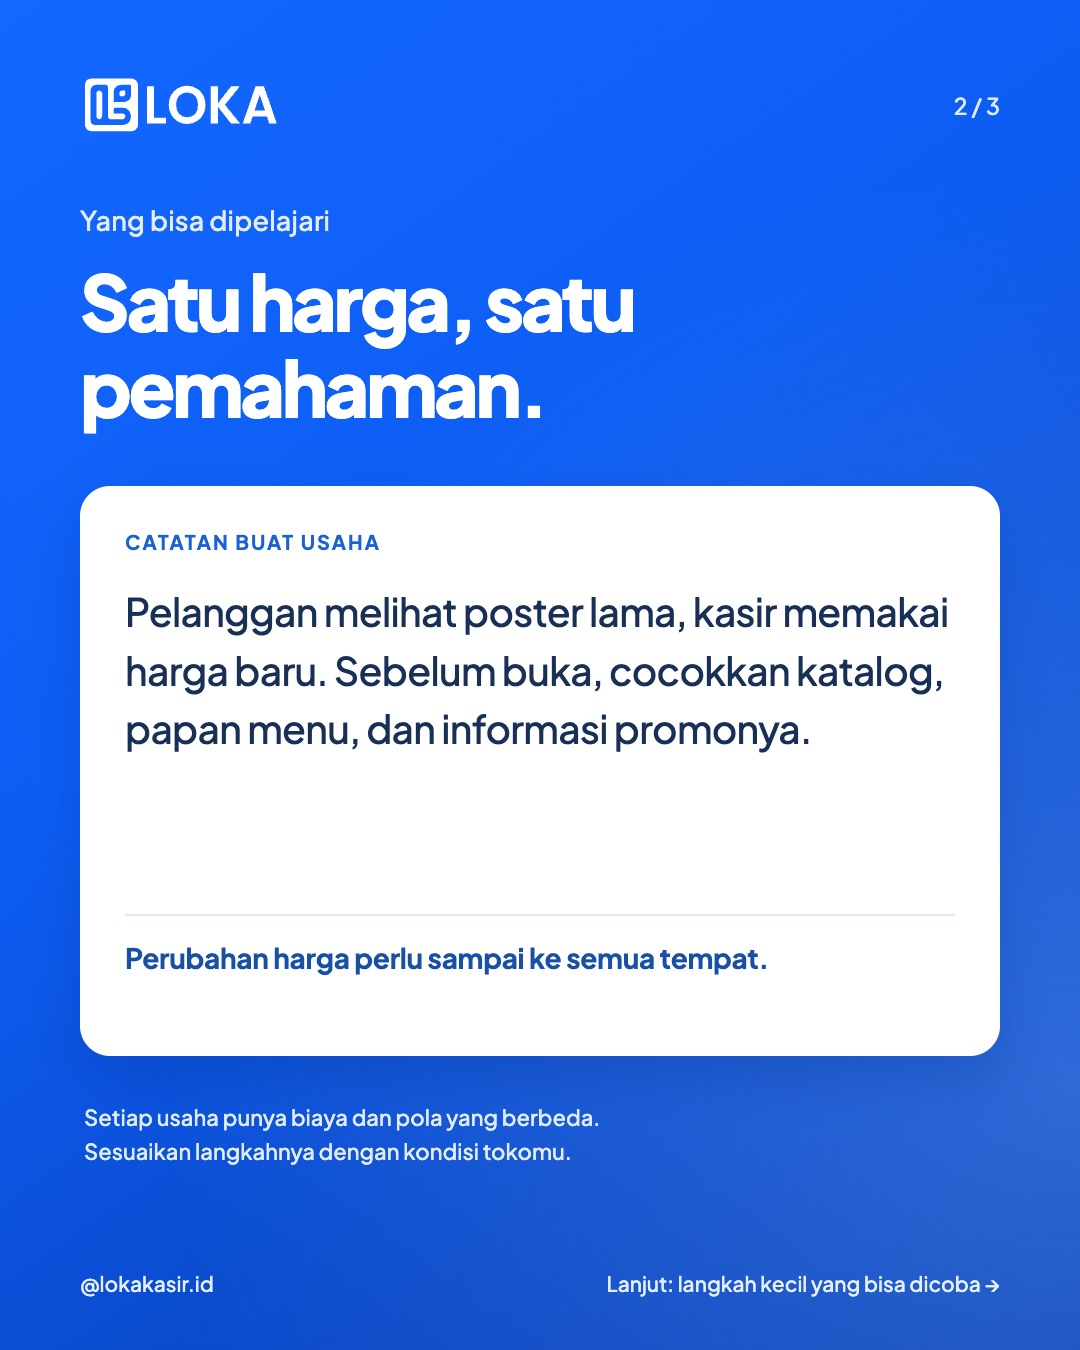 LOKA
2 / 3
Yang bisa dipelajari
Satu harga, satu
pemahaman.
CATATAN BUAT USAHA
Pelanggan melihat poster lama, kasir memakai
harga baru. Sebelum buka, cocokkan katalog,
papan menu, dan informasi promonya.
Perubahan harga perlu sampai ke semua tempat.
Setiap usaha punya biaya dan pola yang berbeda.
Sesuaikan langkahnya dengan kondisi tokomu.
@lokakasir.id
Lanjut: langkah kecil yang bisa dicoba →